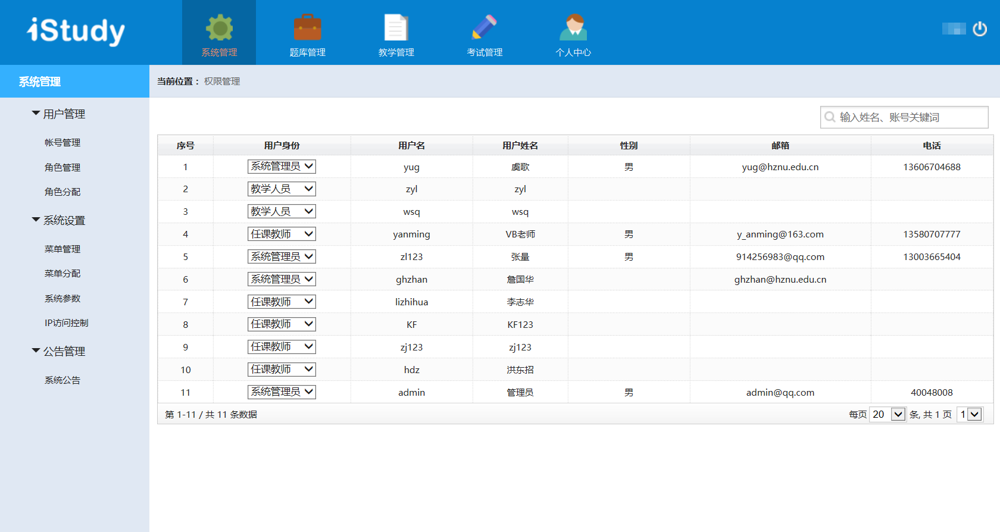 iStudy
系统管理
题库管理
教学管理
考试管理
个人中心
系统管理
当前位置： 权限管理
用户管理
帐号管理
角色管理
角色分配
系统设置
菜单管理
菜单分配
系统参数
IP访问控制
公告管理
系统公告
输入姓名、账号关键词
序号 用户身份 用户名 用户姓名 性别 邮箱 电话
1 系统管理员 yug 虞歌 男 yug@hznu.edu.cn 13606704688
2 教学人员 zyl zyl
3 教学人员 wsq wsq
4 任课教师 yanming VB老师 男 y_anming@163.com 13580707777
5 系统管理员 zl123 张量 男 914256983@qq.com 13003665404
6 系统管理员 ghzhan 詹国华 ghzhan@hznu.edu.cn
7 任课教师 lizhihua 李志华
8 任课教师 KF KF123
9 任课教师 zj123 zj123
10 任课教师 hdz 洪东招
11 系统管理员 admin 管理员 男 admin@qq.com 40048008
第 1-11 / 共 11 条数据 每页 20 条, 共 1 页 1